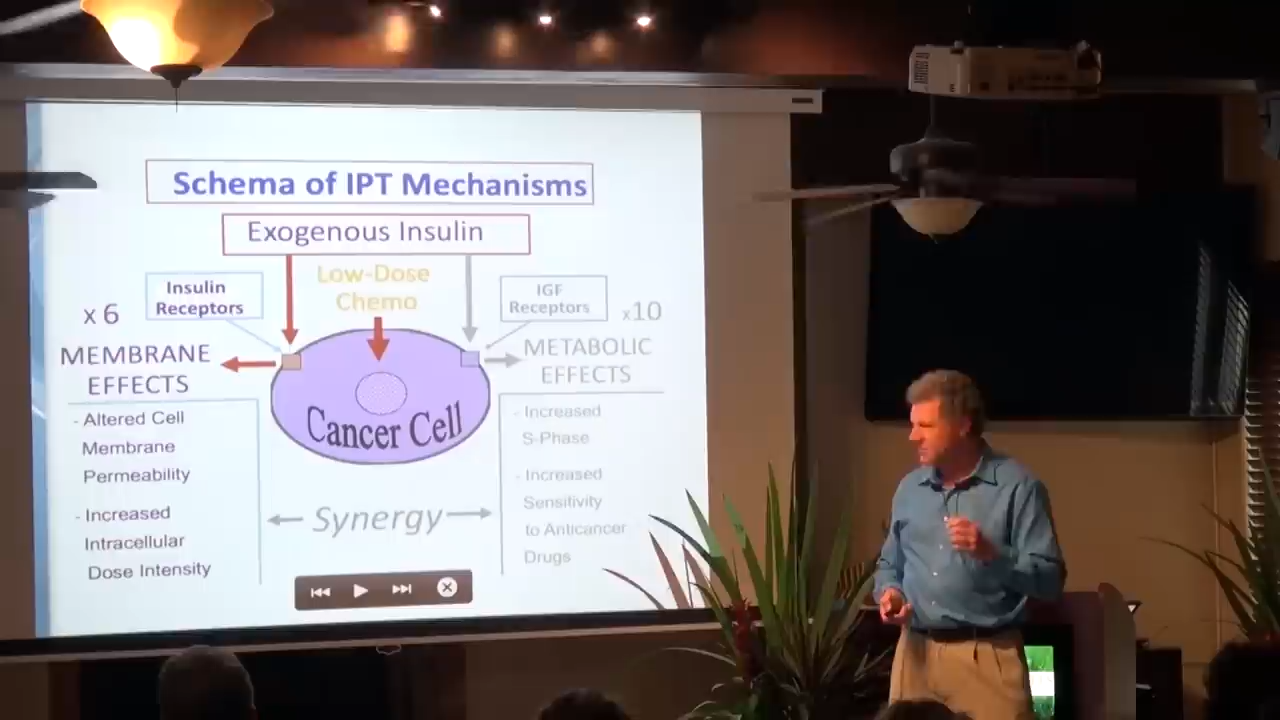 Schema of IPT Mechanisms
Exogenous Insulin
Low-Dose
Chemo
Insulin
Receptors
IGF
Receptors
x 6
x10
MEMBRANE
EFFECTS
METABOLIC
EFFECTS
Cancer Cell
- Altered Cell
Membrane
Permeability
- Increased
Intracellular
Dose Intensity
Synergy
- Increased
S-Phase
- Increased
Sensitivity
to Anticancer
Drugs